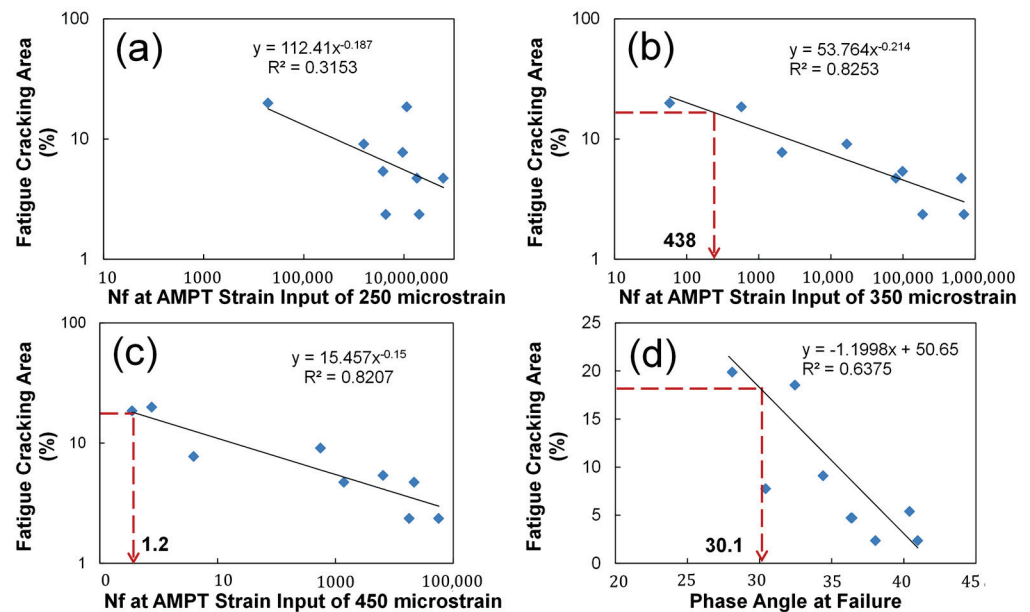 (a)
y = 112.41x^-0.187
R² = 0.3153
Fatigue Cracking Area
(%)
100
10
1
10
1000
100,000
10,000,000
Nf at AMPT Strain Input of 250 microstrain
(b)
y = 53.764x^-0.214
R² = 0.8253
Fatigue Cracking Area
(%)
100
10
1
438
10
100
1000
10,000
100,000
1,000,000
Nf at AMPT Strain Input of 350 microstrain
(c)
y = 15.457x^-0.15
R² = 0.8207
Fatigue Cracking Area
(%)
100
10
1
1.2
0
10
1000
100,000
Nf at AMPT Strain Input of 450 microstrain
(d)
y = -1.1998x + 50.65
R² = 0.6375
Fatigue Cracking Area
(%)
25
20
15
10
5
0
30.1
20
25
30
35
40
45
Phase Angle at Failure